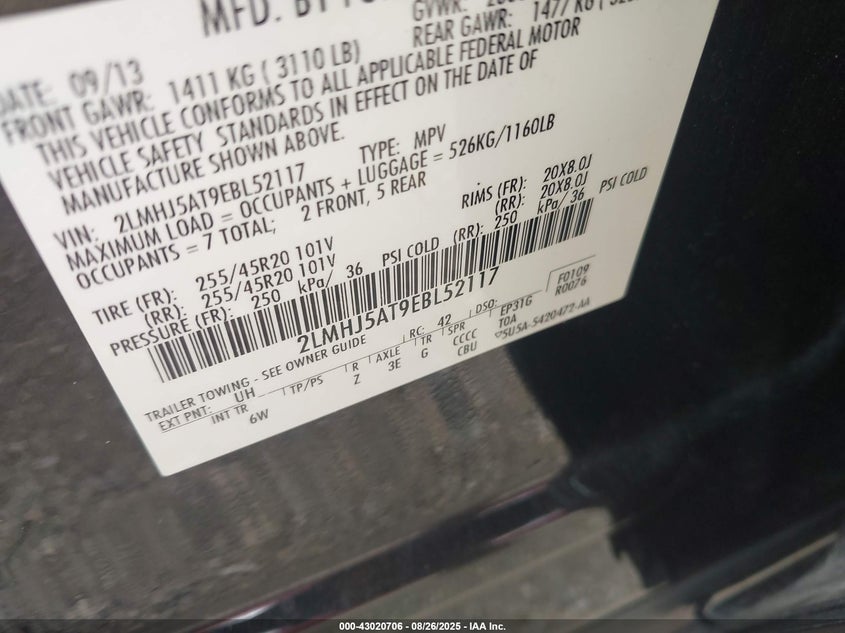 MFD. BY
DATE: 09/13 GVWR:
FRONT GAWR: 1411 KG ( 3110 LB) REAR GAWR: 1477 KG
THIS VEHICLE CONFORMS TO ALL APPLICABLE FEDERAL MOTOR
VEHICLE SAFETY STANDARDS IN EFFECT ON THE DATE OF
MANUFACTURE SHOWN ABOVE.
VIN: 2LMHJ5AT9EBL52117 TYPE: MPV
MAXIMUM LOAD = OCCUPANTS + LUGGAGE = 526KG/1160LB
OCCUPANTS = 7 TOTAL; 2 FRONT, 5 REAR
TIRE (FR): 255/45R20 101V RIMS (FR): 20X8.0J
(RR): 255/45R20 101V (RR): 20X8.0J
PRESSURE (FR): 250 kPa/ 36 PSI COLD (RR): 250 kPa/ 36 PSI COLD
2LMHJ5AT9EBL52117
F0109
R0076
TRAILER TOWING - SEE OWNER GUIDE RC: 42 DSO: EP31G
EXT PNT: UH TP/PS R AXLE TR SPR TOA
INT TR 6W Z 3E G CCCC
CBU
5U5A-5420472-AA
000-43020706 - 08/26/2025 - IAA Inc.